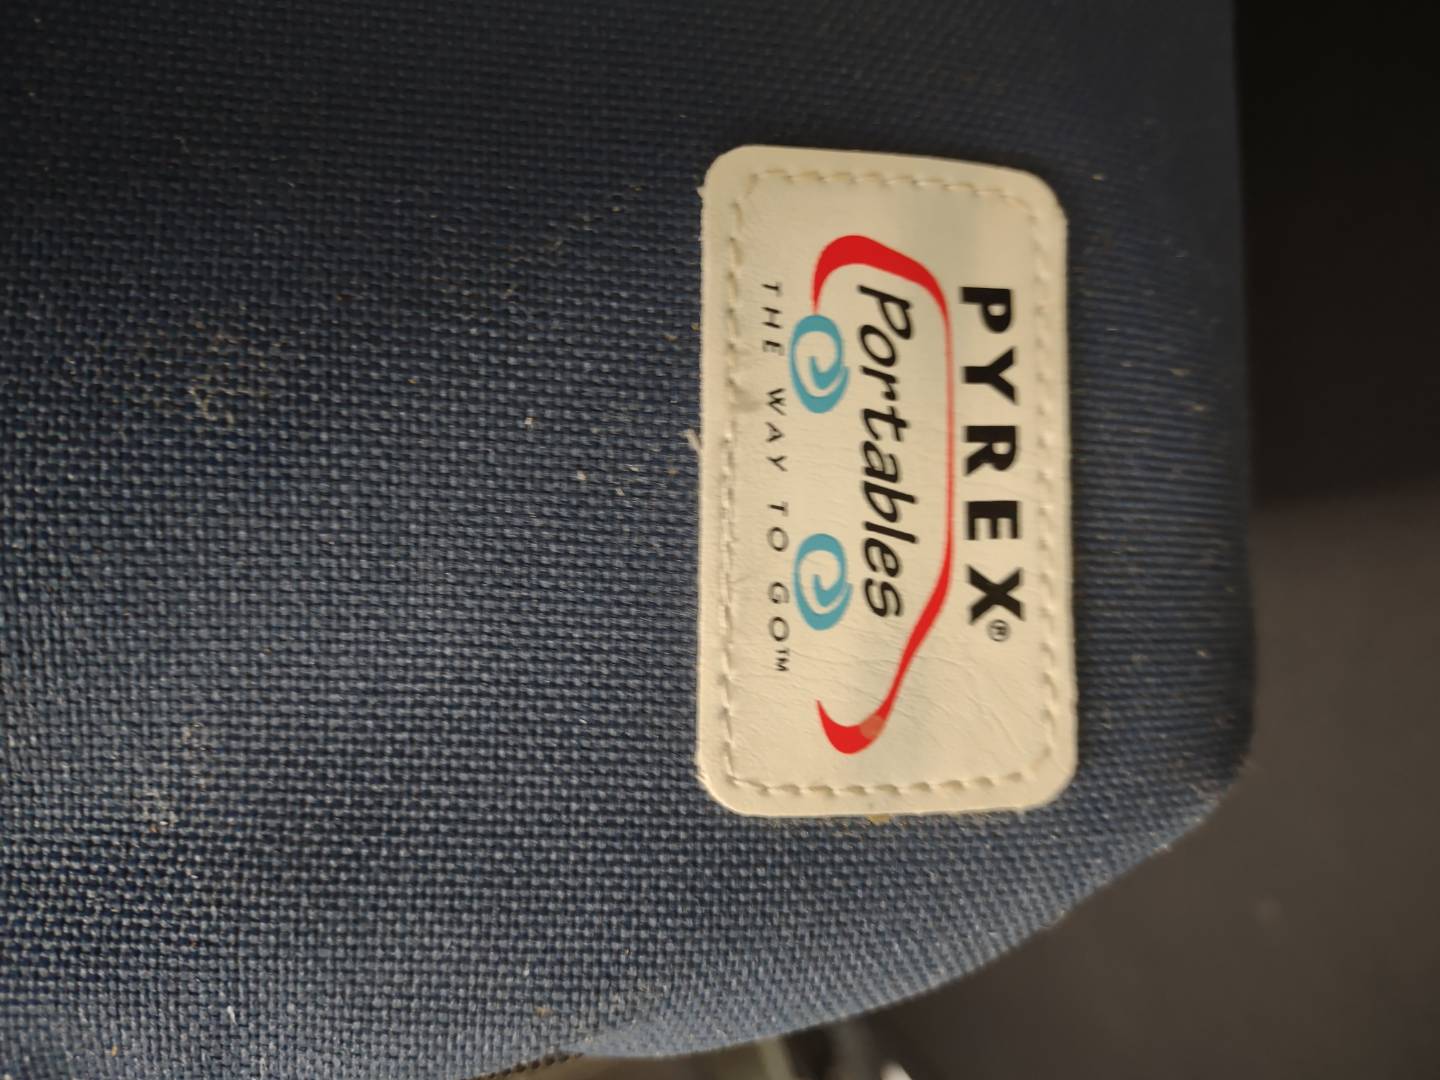 PYREX®
Portables
THE WAY TO GO™